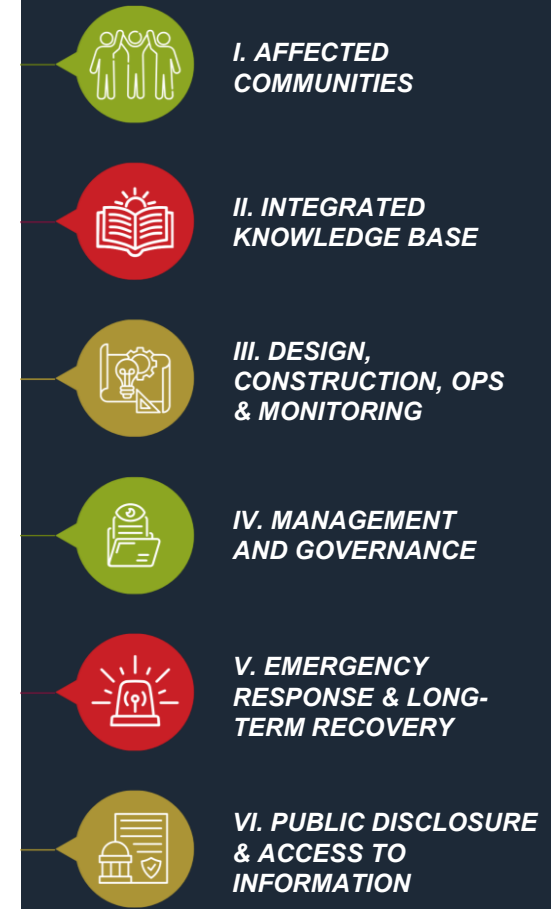 I. AFFECTED
COMMUNITIES
II. INTEGRATED
KNOWLEDGE BASE
III. DESIGN,
CONSTRUCTION, OPS
& MONITORING
IV. MANAGEMENT
AND GOVERNANCE
V. EMERGENCY
RESPONSE & LONG-
TERM RECOVERY
VI. PUBLIC DISCLOSURE
& ACCESS TO
INFORMATION